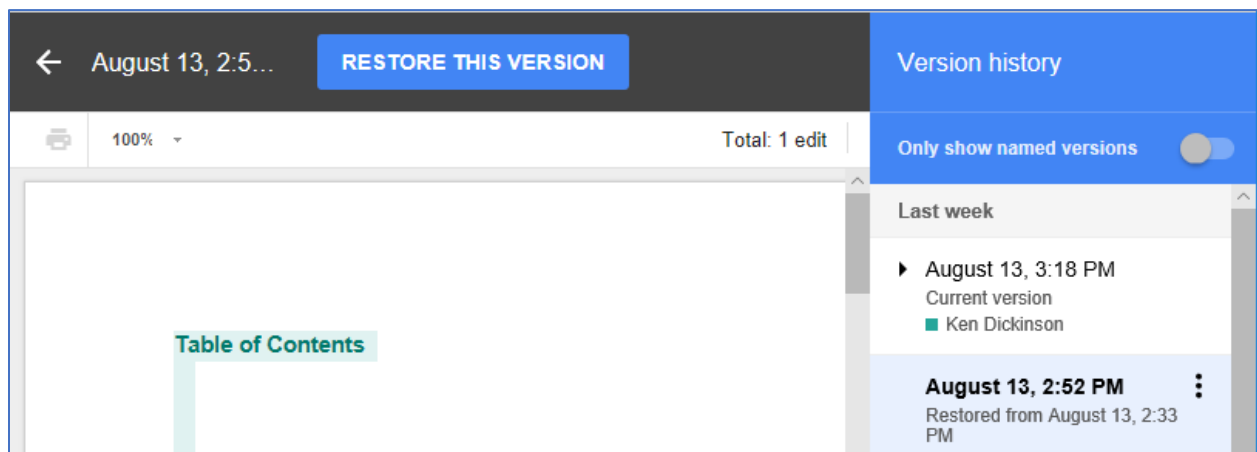 August 13, 2:5...
RESTORE THIS VERSION
Version history
100%
Total: 1 edit
Only show named versions
Last week
August 13, 3:18 PM
Current version
Ken Dickinson
Table of Contents
August 13, 2:52 PM
Restored from August 13, 2:33
PM